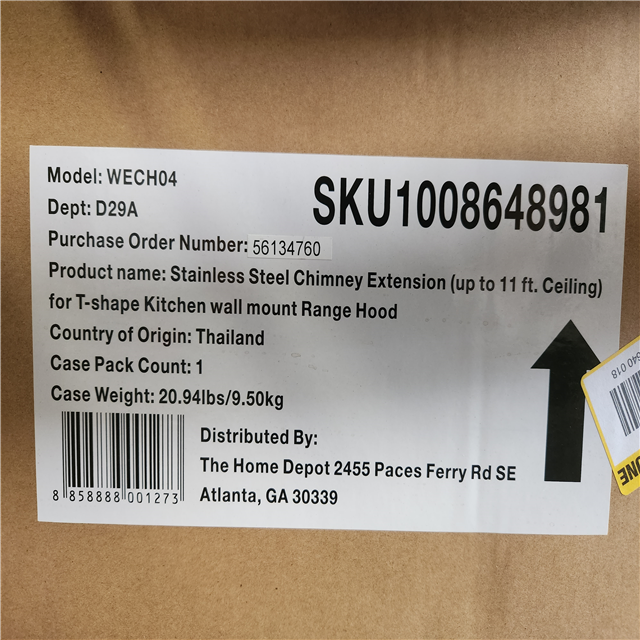 Model: WECH04
SKU1008648981
Dept: D29A
Purchase Order Number: 56134760
Product name: Stainless Steel Chimney Extension (up to 11 ft. Ceiling)
for T-shape Kitchen wall mount Range Hood
Country of Origin: Thailand
Case Pack Count: 1
Case Weight: 20.94lbs/9.50kg
Distributed By:
The Home Depot 2455 Paces Ferry Rd SE
Atlanta, GA 30339
8 858888 001273